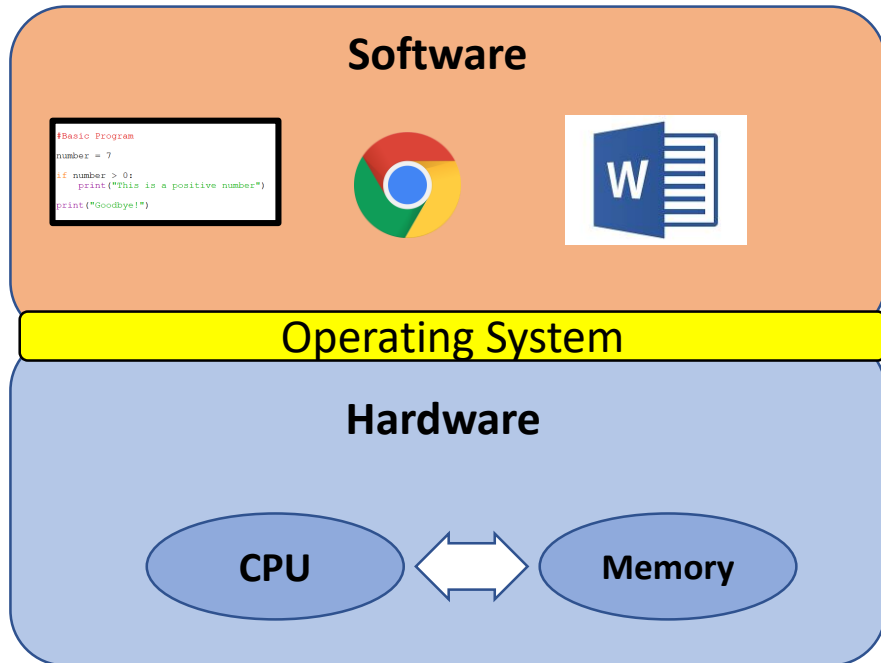 Software
#Basic Program
number = 7
if number > 0:
    print("This is a positive number")
print("Goodbye!")
W
Operating System
Hardware
CPU
Memory